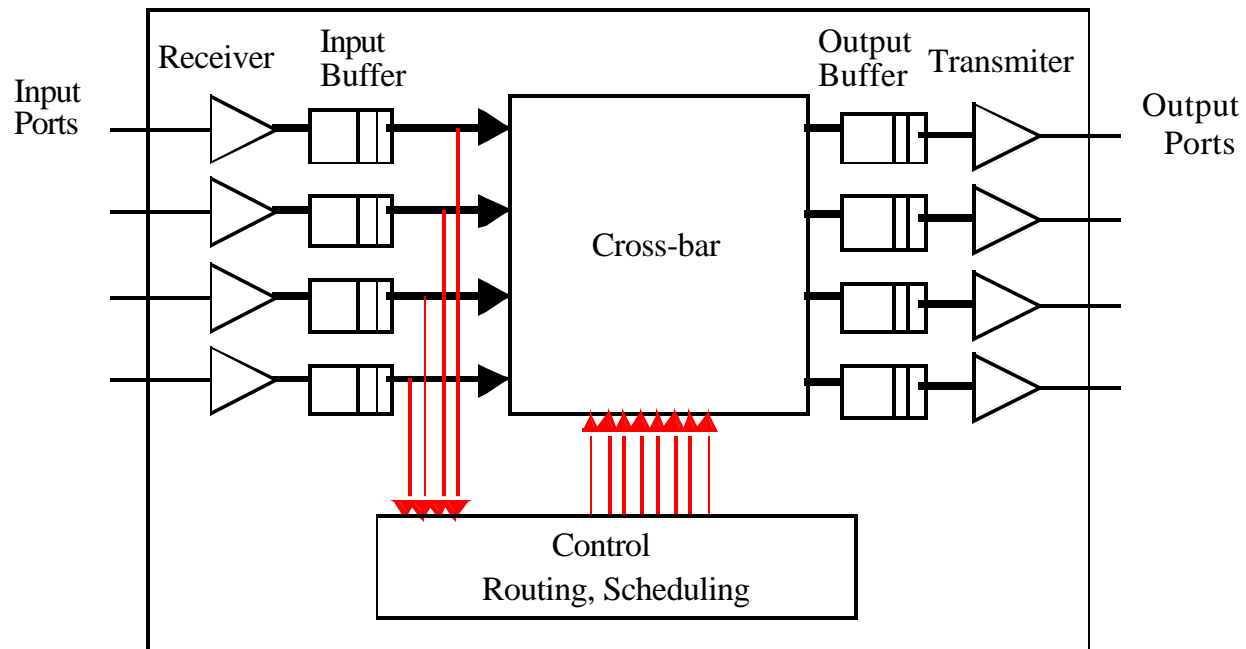 Input
Ports
Receiver
Input
Buffer
Output
Buffer
Transmiter
Output
Ports
Cross-bar
Control
Routing, Scheduling